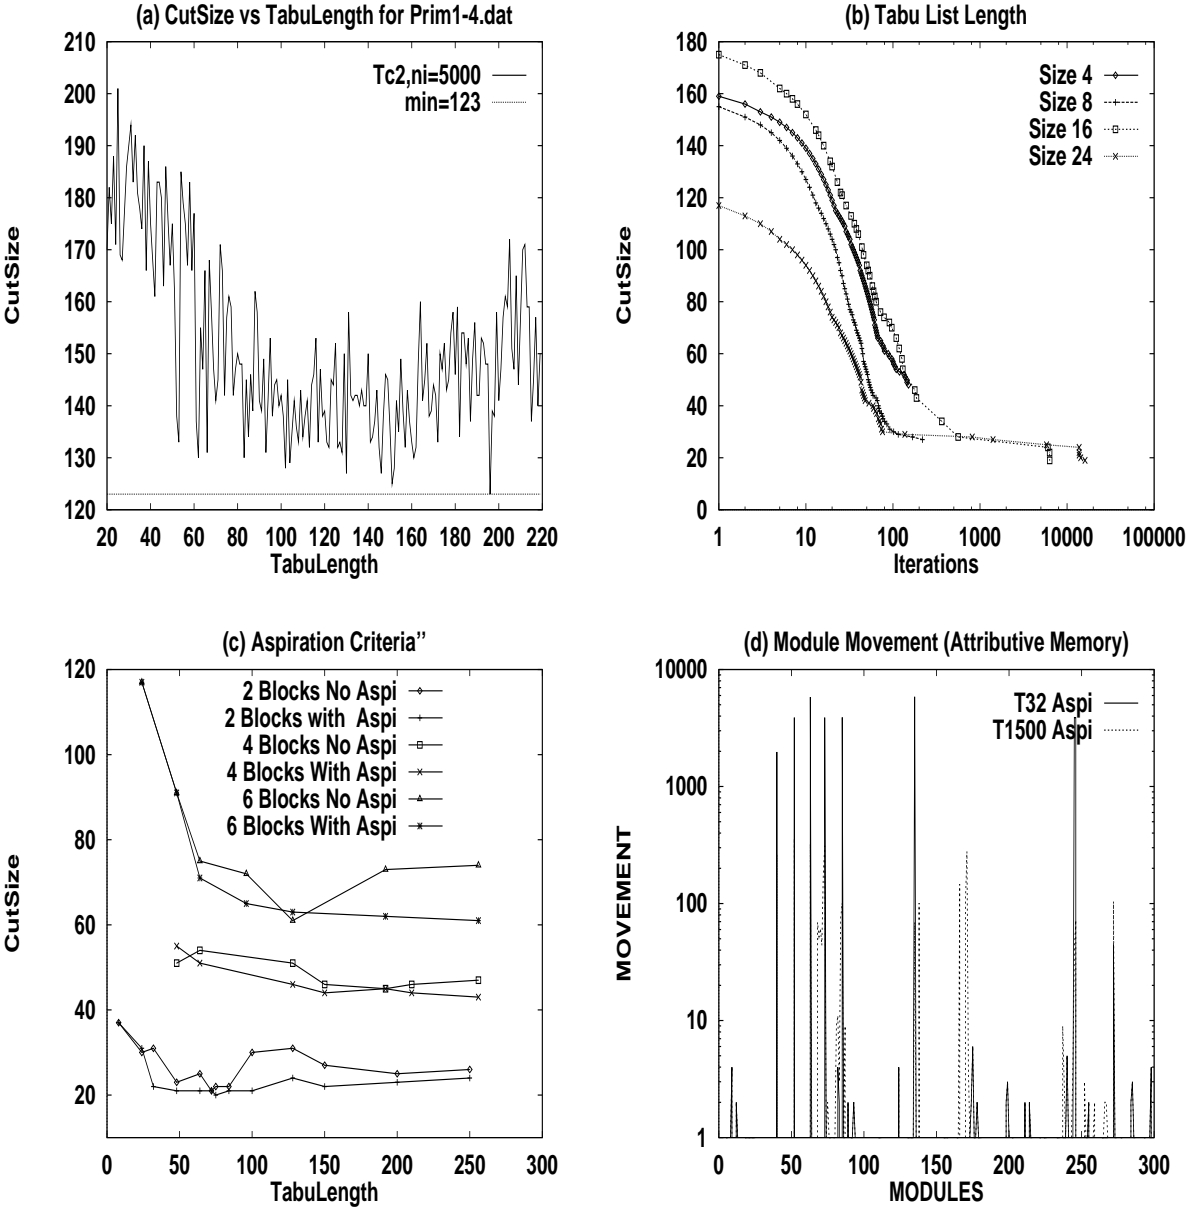 (a) CutSize vs TabuLength for Prim1-4.dat
210
200
190
180
170
160
150
140
130
120
CutSize
Tc2,ni=5000
min=123
20 40 60 80 100 120 140 160 180 200 220
TabuLength
(b) Tabu List Length
180
160
140
120
100
80
60
40
20
0
CutSize
Size 4
Size 8
Size 16
Size 24
1 10 100 1000 10000 100000
Iterations
(c) Aspiration Criteria''
120
100
80
60
40
20
CutSize
2 Blocks No Aspi
2 Blocks with Aspi
4 Blocks No Aspi
4 Blocks With Aspi
6 Blocks No Aspi
6 Blocks With Aspi
0 50 100 150 200 250 300
TabuLength
(d) Module Movement (Attributive Memory)
10000
1000
100
10
1
MOVEMENT
T32 Aspi
T1500 Aspi
0 50 100 150 200 250 300
MODULES